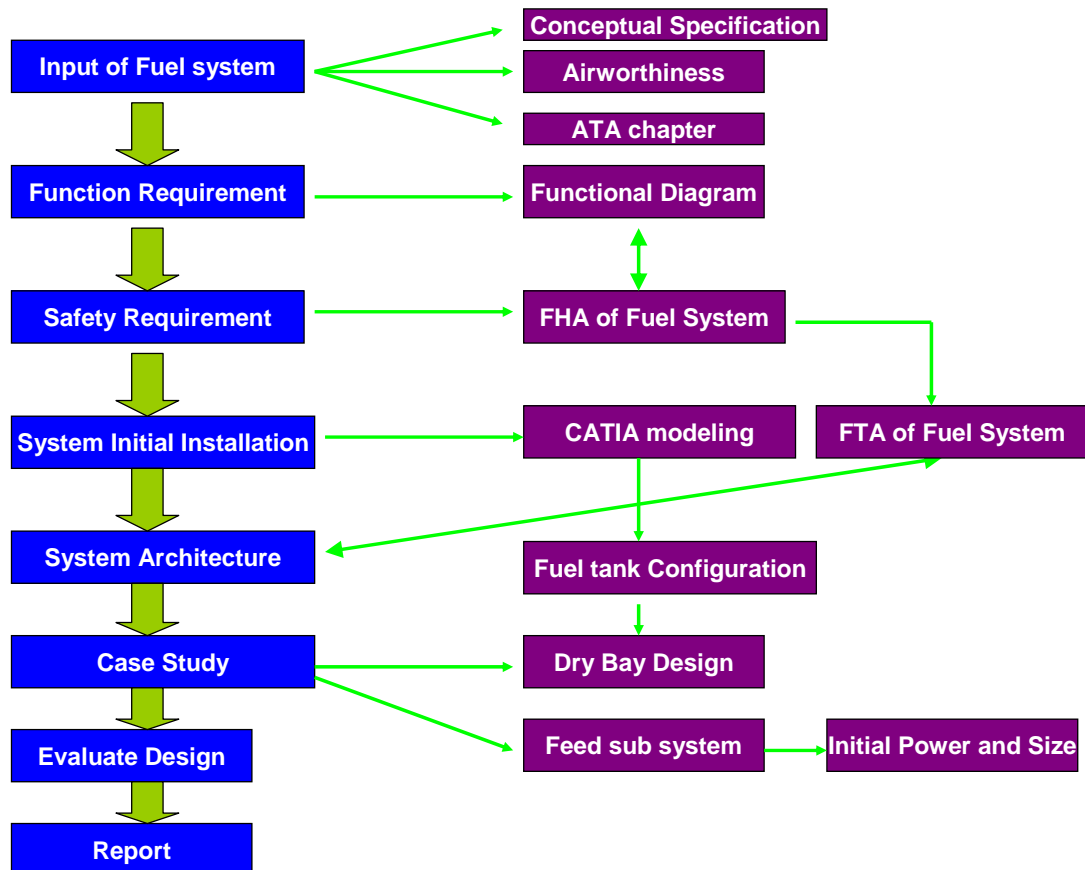 Conceptual Specification
Input of Fuel system
Airworthiness
ATA chapter
Function Requirement
Functional Diagram
Safety Requirement
FHA of Fuel System
System Initial Installation
CATIA modeling
FTA of Fuel System
System Architecture
Fuel tank Configuration
Case Study
Dry Bay Design
Evaluate Design
Feed sub system
Initial Power and Size
Report